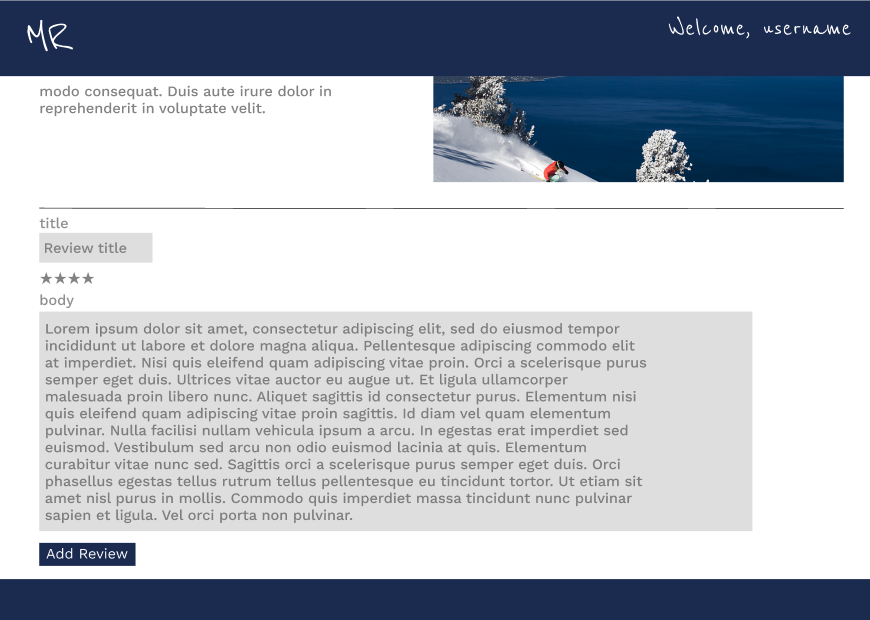 MR
Welcome, username
modo consequat. Duis aute irure dolor in
reprehenderit in voluptate velit.
title
Review title
★★★★
body
Lorem ipsum dolor sit amet, consectetur adipiscing elit, sed do eiusmod tempor
incididunt ut labore et dolore magna aliqua. Pellentesque adipiscing commodo elit
at imperdiet. Nisi quis eleifend quam adipiscing vitae proin. Orci a scelerisque purus
semper eget duis. Ultrices vitae auctor eu augue ut. Et ligula ullamcorper
malesuada proin libero nunc. Aliquet sagittis id consectetur purus. Elementum nisi
quis eleifend quam adipiscing vitae proin sagittis. Id diam vel quam elementum
pulvinar. Nulla facilisi nullam vehicula ipsum a arcu. In egestas erat imperdiet sed
euismod. Vestibulum sed arcu non odio euismod lacinia at quis. Elementum
curabitur vitae nunc sed. Sagittis orci a scelerisque purus semper eget duis. Orci
phasellus egestas tellus rutrum tellus pellentesque eu tincidunt tortor. Ut etiam sit
amet nisl purus in mollis. Commodo quis imperdiet massa tincidunt nunc pulvinar
sapien et ligula. Vel orci porta non pulvinar.
Add Review